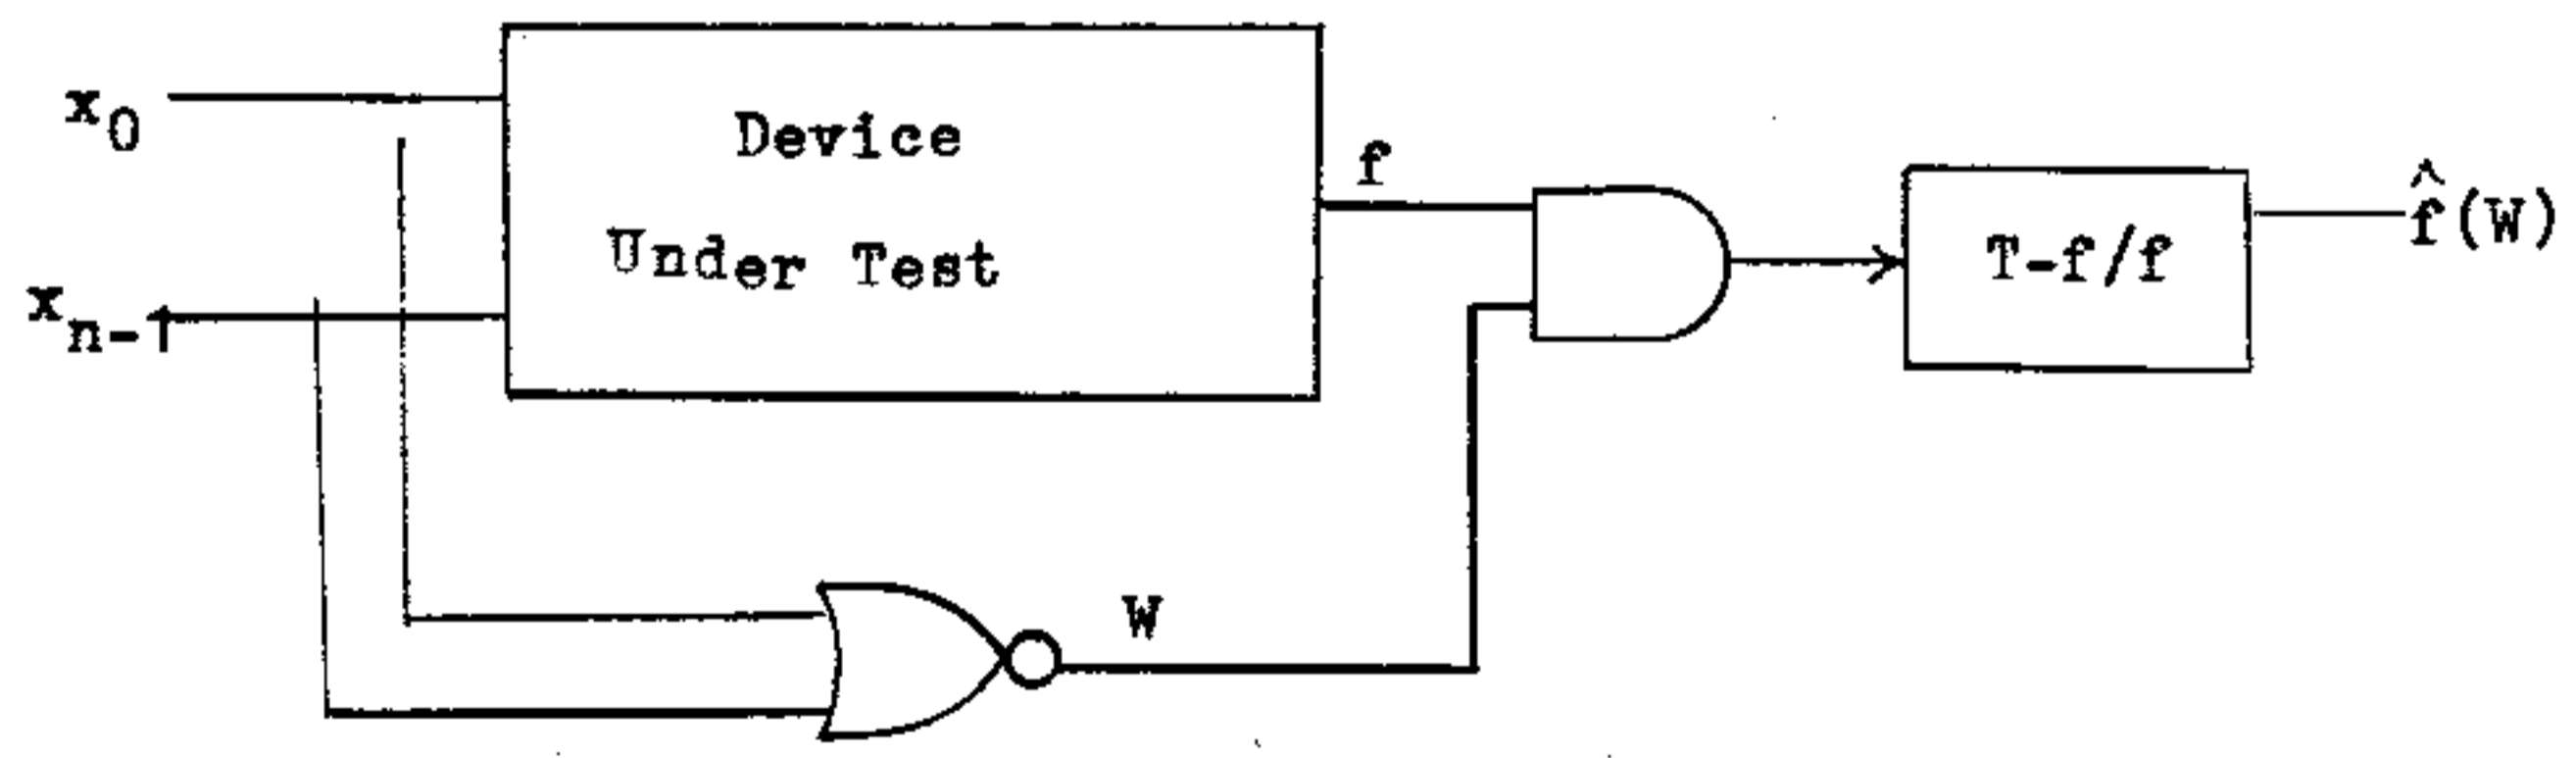 x0
Device
Under Test
f
T-f/f
f̂(W)
xn-1
W